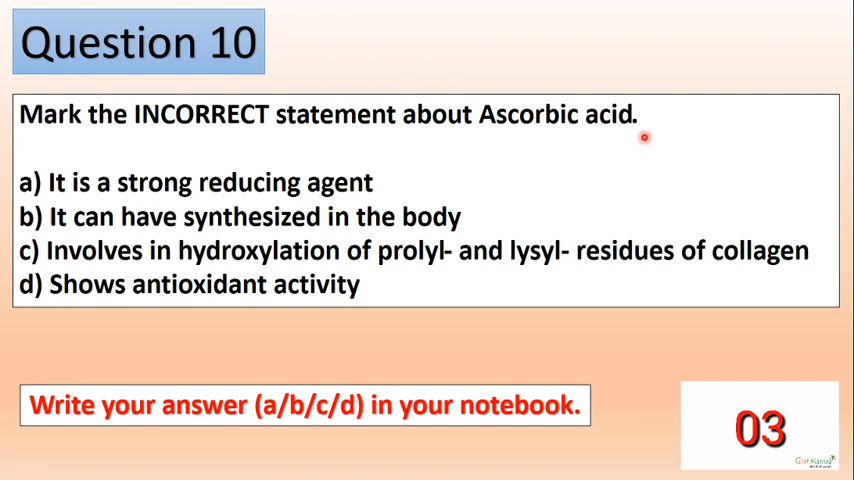 Question 10
Mark the INCORRECT statement about Ascorbic acid.
a) It is a strong reducing agent
b) It can have synthesized in the body
c) Involves in hydroxylation of prolyl- and lysyl- residues of collagen
d) Shows antioxidant activity
Write your answer (a/b/c/d) in your notebook.
03